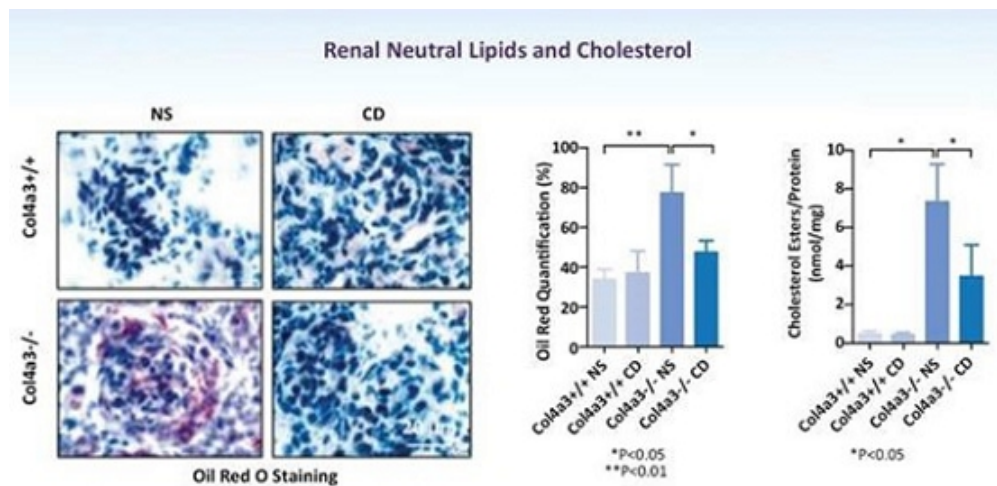 Renal Neutral Lipids and Cholesterol
NS
CD
Col4a3+/+
Col4a3-/-
Oil Red O Staining
** *
Oil Red Quantification (%)
100
80
60
40
20
0
Col4a3+/+ NS
Col4a3+/+ CD
Col4a3-/- NS
Col4a3-/- CD
*P<0.05
**P<0.01
* *
Cholesterol Esters/Protein
(nmol/mg)
10
8
6
4
2
0
Col4a3+/+ NS
Col4a3+/+ CD
Col4a3-/- NS
Col4a3-/- CD
*P<0.05